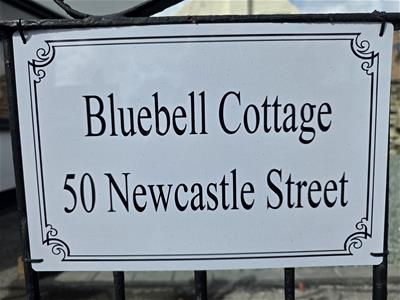 Bluebell Cottage
50 Newcastle Street